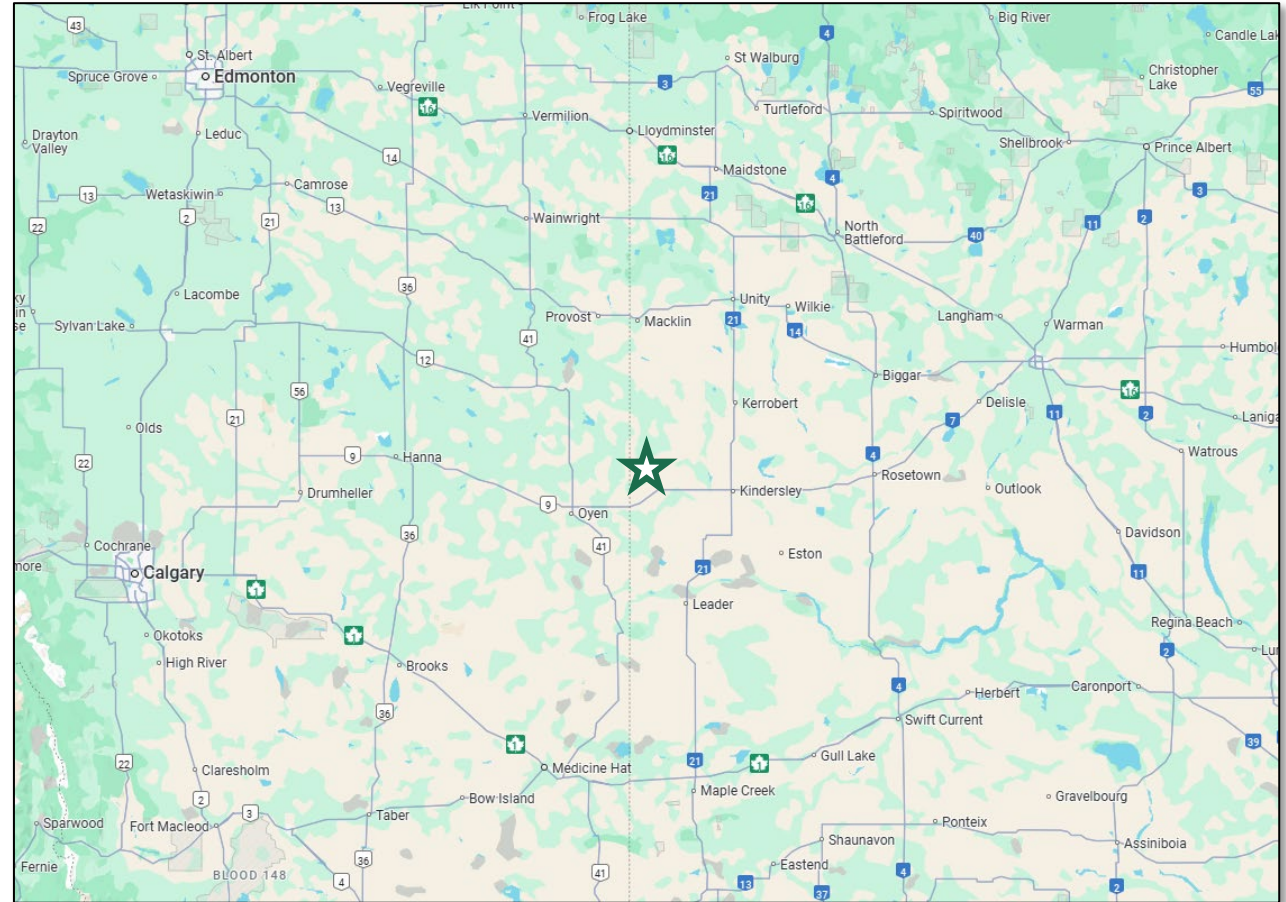 Elk Point
Frog Lake
Big River
43
4
Candle Lak
St. Albert
Spruce Grove
Edmonton
St Walburg
Christopher
Lake
3
55
Vegreville
16
Turtleford
Spiritwood
Vermilion
Lloydminster
Drayton
Valley
Leduc
Shellbrook
Prince Albert
14
16
Maidstone
4
3
13
Wetaskiwin
Camrose
21
16
2
13
Wainwright
2
11
22
21
North
Battleford
40
36
Lacombe
Unity
Wilkie
Provost
Macklin
Langham
Warman
Sylvan Lake
21
14
41
Humbol
12
Biggar
16
56
Kerrobert
Delisle
21
7
11
2
Laniga
Olds
9
Hanna
4
Watrous
22
Rosetown
Drumheller
Kindersley
Outlook
9
Oyen
36
Davidson
Cochrane
41
more
Eston
Calgary
21
11
1
Leader
Okotoks
1
Regina Beach
High River
Brooks
2
Lur
4
Herbert
Caronport
36
Swift Current
1
39
22
Medicine Hat
21
1
Gull Lake
Claresholm
Maple Creek
2
Bow Island
Gravelbourg
Sparwood
Fort Macleod
3
Taber
Ponteix
Shaunavon
Assiniboia
36
Fernie
Eastend
BLOOD 148
4
41
13
37
4
2